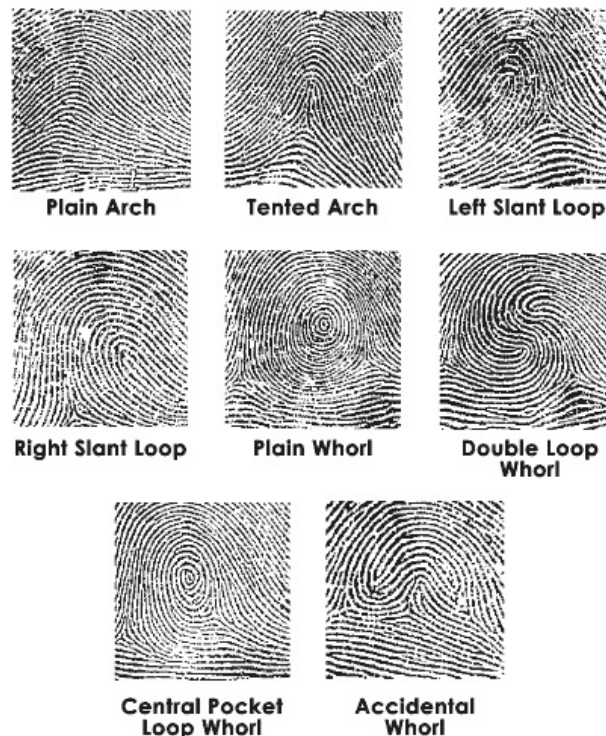 Plain Arch
Tented Arch
Left Slant Loop
Right Slant Loop
Plain Whorl
Double Loop
Whorl
Central Pocket
Loop Whorl
Accidental
Whorl